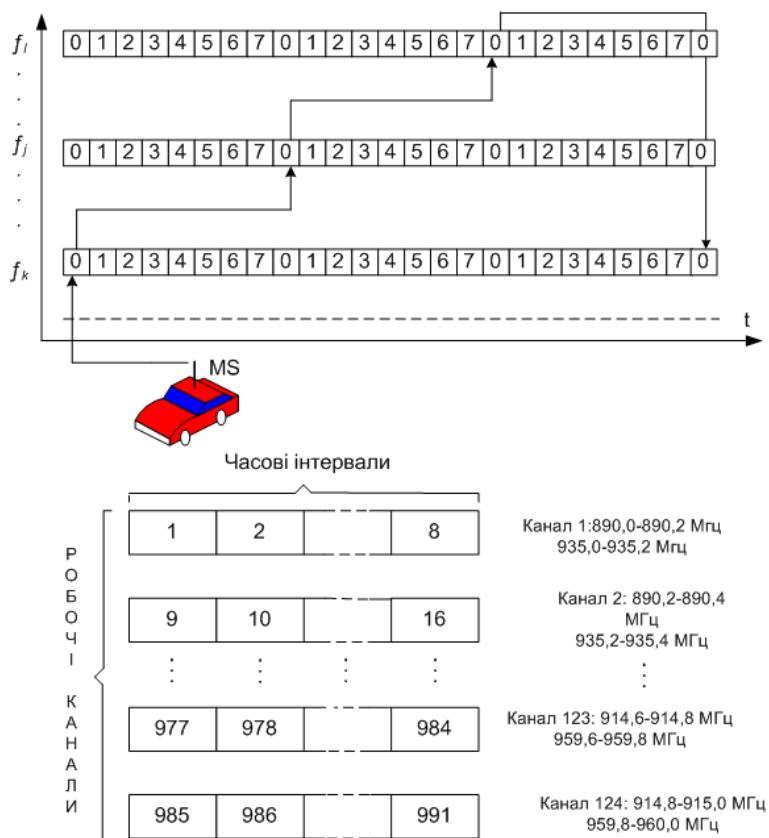 fl 0 1 2 3 4 5 6 7 0 1 2 3 4 5 6 7 0 1 2 3 4 5 6 7 0
.
.
.
fj 0 1 2 3 4 5 6 7 0 1 2 3 4 5 6 7 0 1 2 3 4 5 6 7 0
.
.
.
fk 0 1 2 3 4 5 6 7 0 1 2 3 4 5 6 7 0 1 2 3 4 5 6 7 0
t
MS
Часові інтервали
РОБОЧІ КАНАЛИ
1 2 8
Канал 1:890,0-890,2 Мгц
935,0-935,2 Мгц
9 10 16
Канал 2: 890,2-890,4
МГц
935,2-935,4 МГц
977 978 984
Канал 123: 914,6-914,8 МГц
959,6-959,8 МГц
985 986 991
Канал 124: 914,8-915,0 МГц
959,8-960,0 МГц